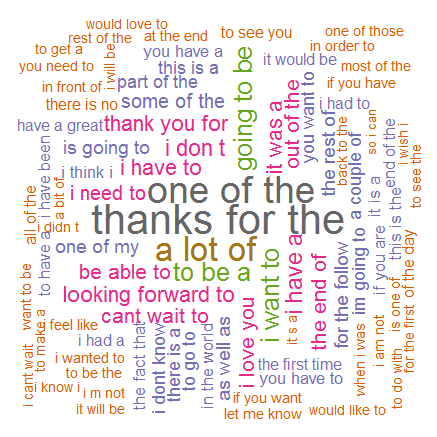 would love to
rest of the
at the end
to see you
one of those
in order to
to get a
you have a
it would be
you need to
i will be
this is a
most of the
in front of
part of the
if you have
there is no
some of the
going to be
it was a
out of the
you want to
i had to
have a great
thank you for
the rest of
back to the
so i can
i wish i
is going to
i don t
a couple of
end of the
to see the
i have been
i think i
i have to
it is a
all of the
a bit of
i need to
one of the
i didn t
thanks for the
one of my
a lot of
this is the
if you are
of the day
to have a
be able to
to be a
i want to
i have a
the end of
for the follow
im going to
is one of
for the first
want to be
looking forward to
cant wait to
i love you
it s a
to make a
i feel like
i cant wait
i had a
the fact that
i dont know
there is a
to go to
in the world
as well as
when i was
i am not
to do with
i wanted to
the first time
to be the
you have to
i know i
i m not
if you want
it will be
let me know
would like to